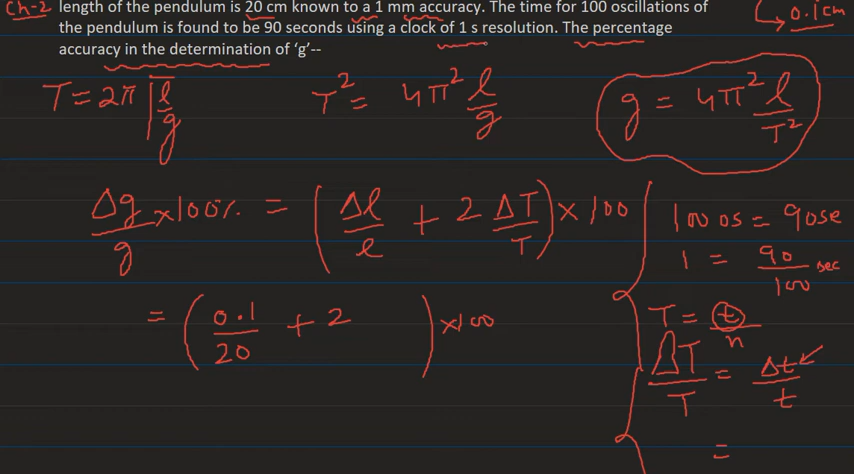 Ch-2 length of the pendulum is 20 cm known to a 1 mm accuracy. The time for 100 oscillations of
the pendulum is found to be 90 seconds using a clock of 1 s resolution. The percentage
accuracy in the determination of ‘g’--
→ 0.1cm
T = 2π √(l/g)
T² = 4π² l/g
g = 4π² l/T²
Δg/g ×100% = (Δl/l + 2 ΔT/T) × 100
= (0.1/20 + 2 ) ×100
100 os = 90 se
1 = 90/100 sec
T = t/n
ΔT/T = Δt/t
=